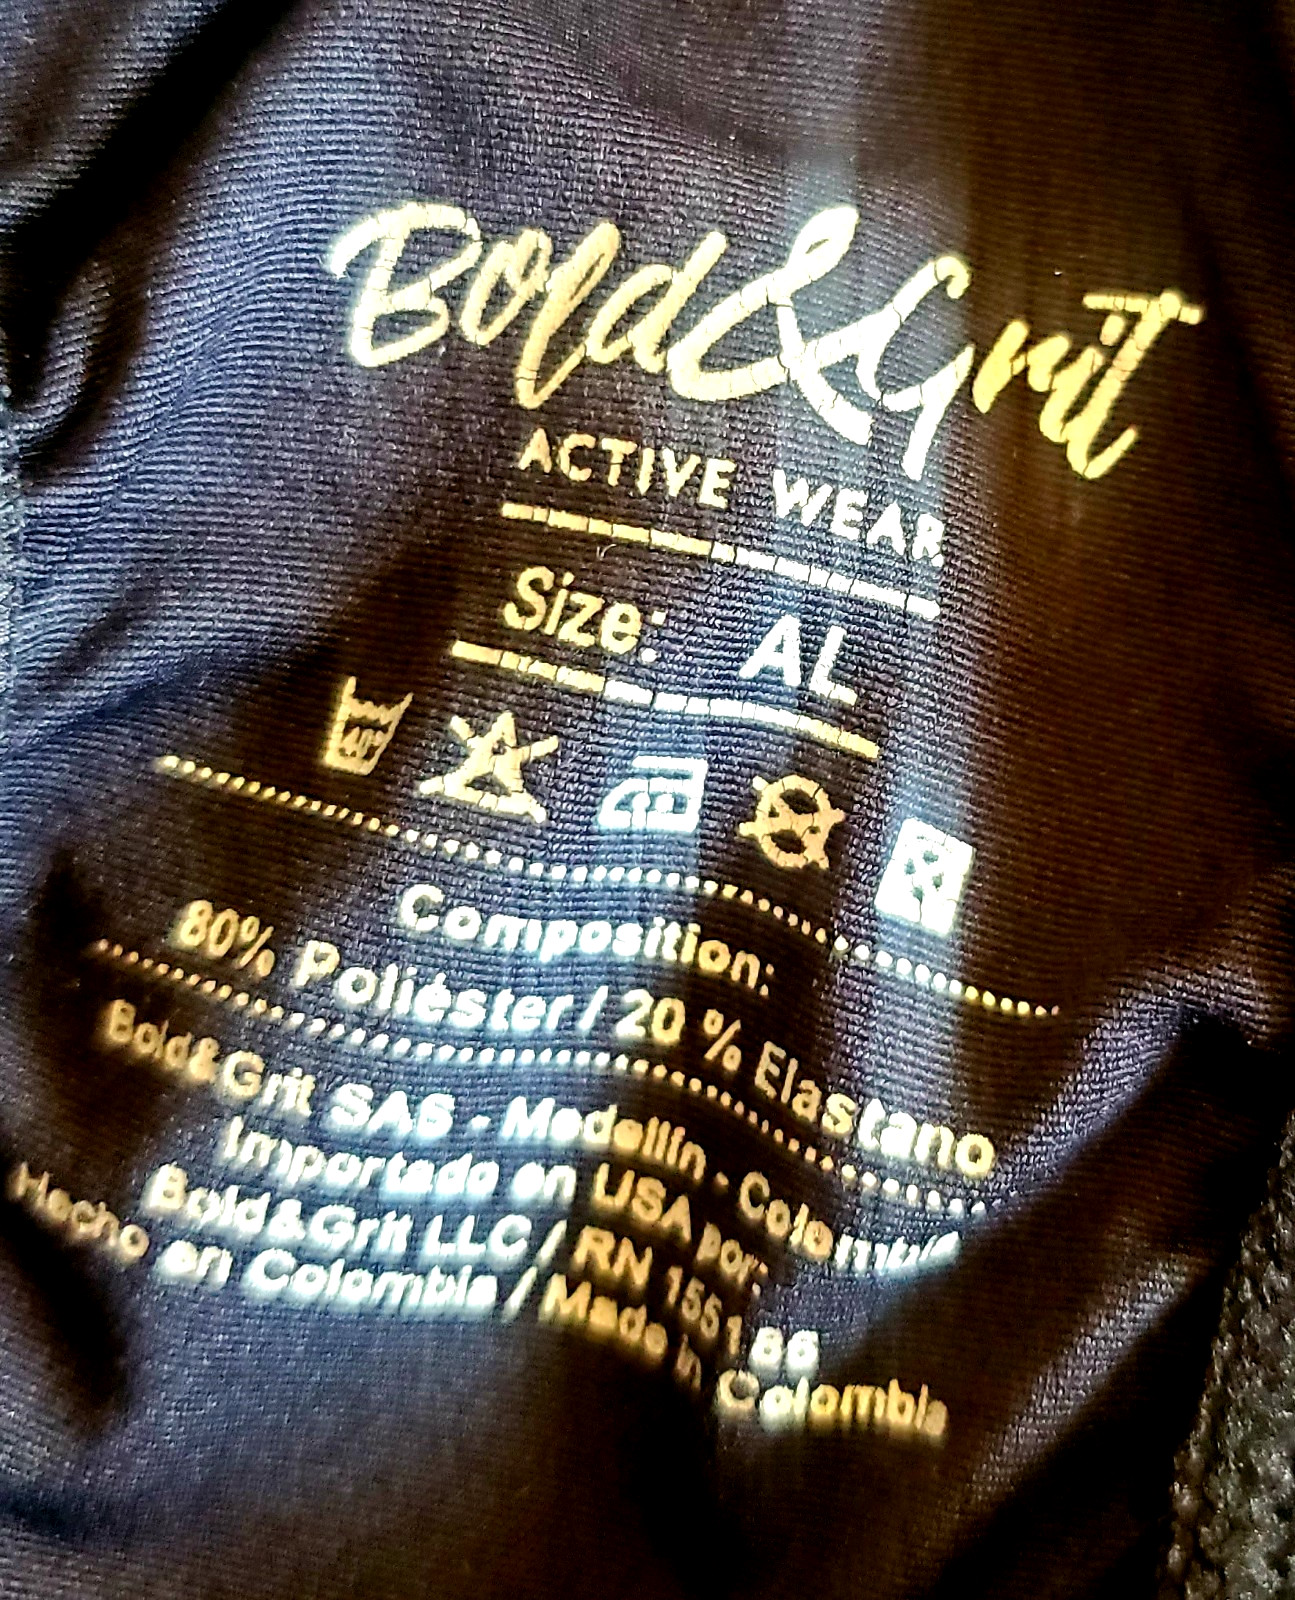 Bold&Grit
ACTIVE WEAR
Size: AL
40°
Composition:
80% Poliéster / 20 % Elastano
Bold&Grit SAS - Medellín - Colombia
Importado en USA por:
Bold&Grit LLC / RN 155186
Hecho en Colombia / Made in Colombia